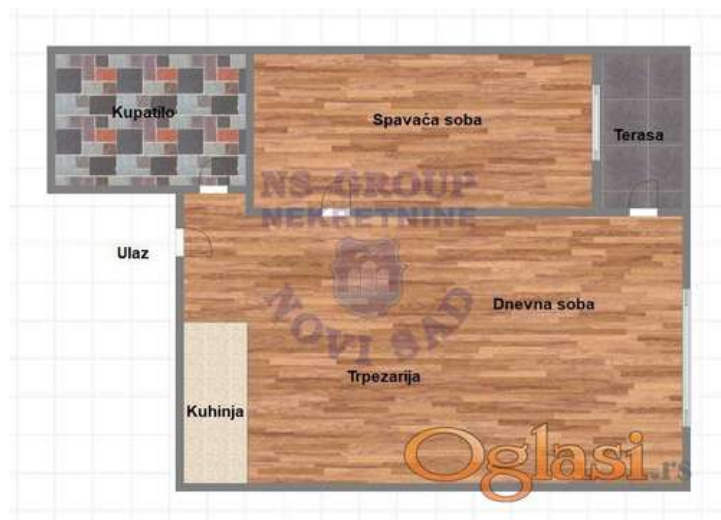 Kupatilo
Spavaća soba
Terasa
NS-GROUP
NEKRETNINE
Ulaz
NOVI SAD
Dnevna soba
Trpezarija
Kuhinja
Oglasi.rs